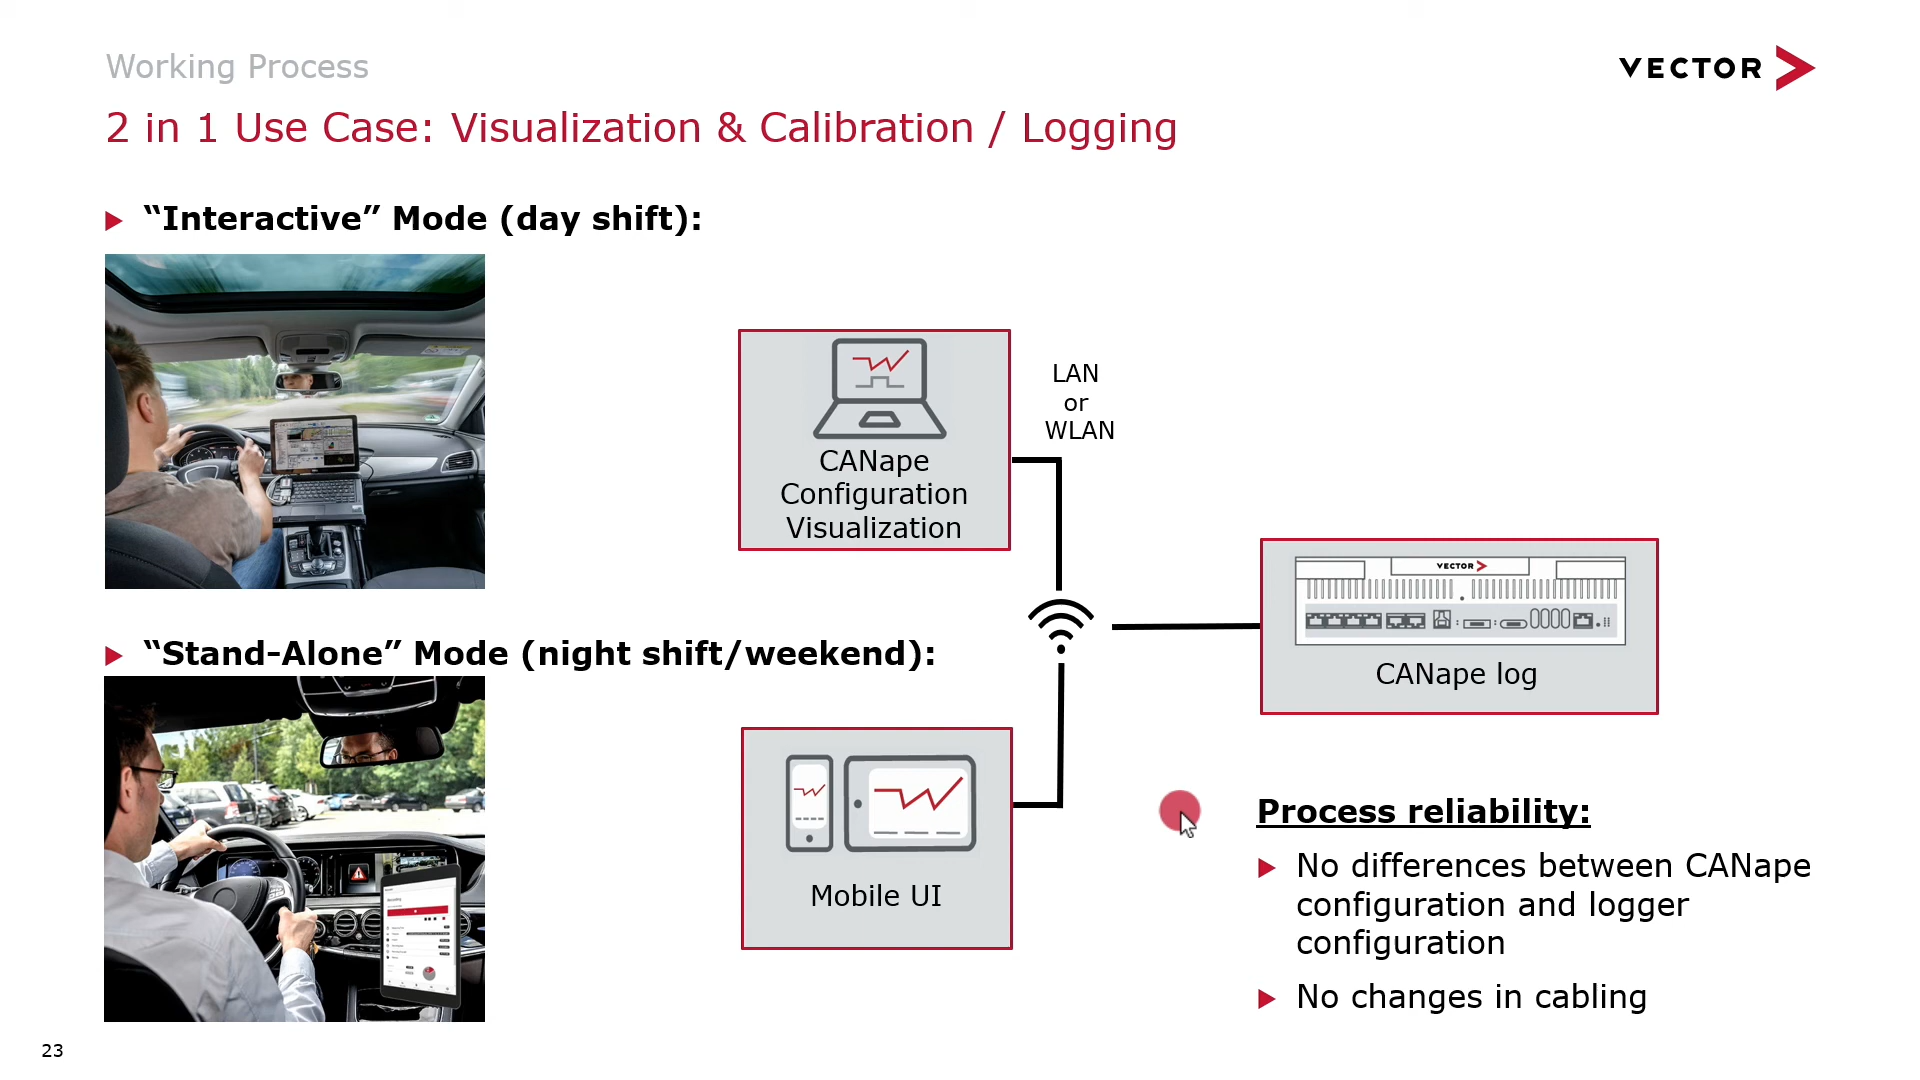 Working Process
VECTOR
2 in 1 Use Case: Visualization & Calibration / Logging
“Interactive” Mode (day shift):
LAN
or
WLAN
CANape
Configuration
Visualization
VECTOR
CANape log
“Stand-Alone” Mode (night shift/weekend):
Mobile UI
Process reliability:
No differences between CANape
configuration and logger
configuration
No changes in cabling
23